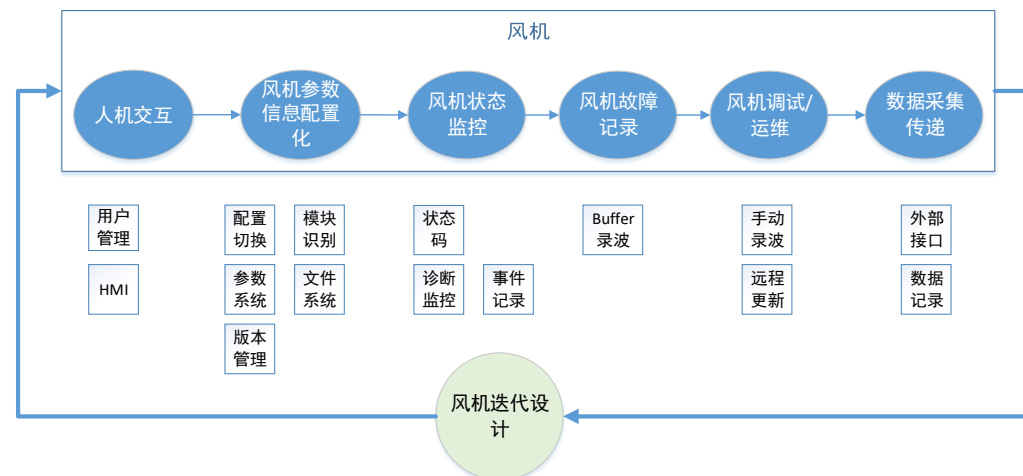 风机
人机交互
风机参数
信息配置
化
风机状态
监控
风机故障
记录
风机调试/
运维
数据采集
传递
用户
管理
配置
切换
模块
识别
状态
码
Buffer
录波
手动
录波
外部
接口
HMI
参数
系统
文件
系统
诊断
监控
事件
记录
远程
更新
数据
记录
版本
管理
风机迭代设
计